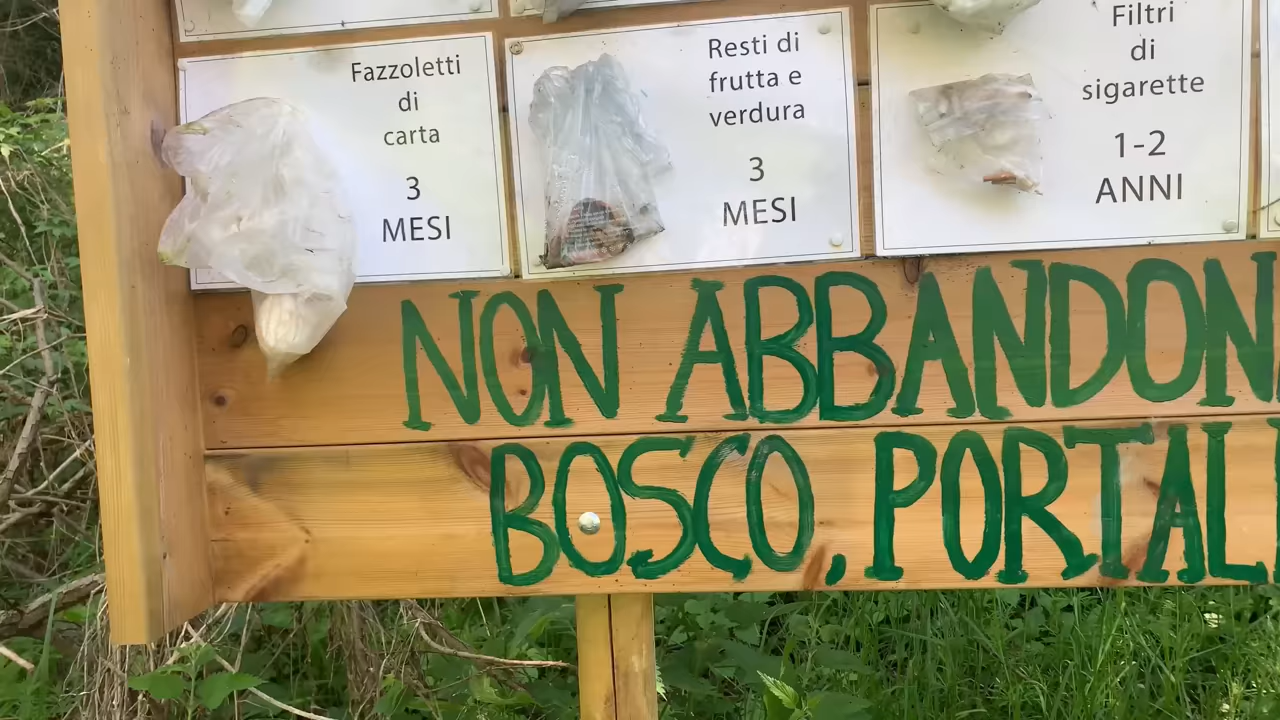 Fazzoletti
di
carta
3
MESI
Resti di
frutta e
verdura
3
MESI
Filtri
di
sigarette
1-2
ANNI
NON ABBANDON
BOSCO, PORTAL